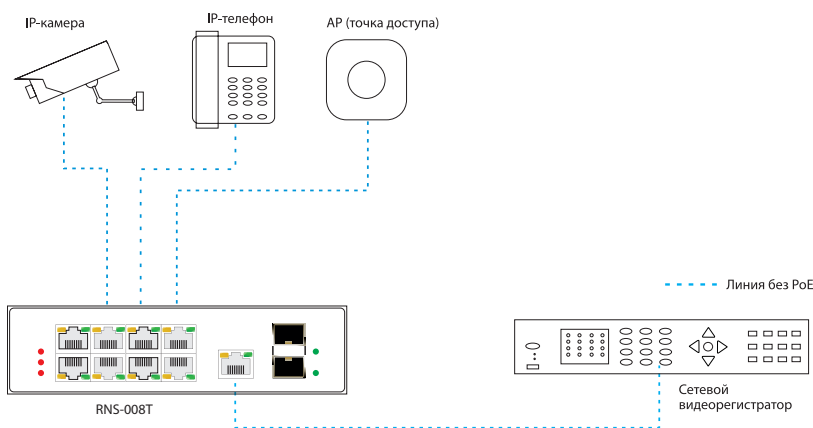 IP-камера
IP-телефон
AP (точка доступа)
Линия без PoE
RNS-008T
Сетевой
видеорегистратор